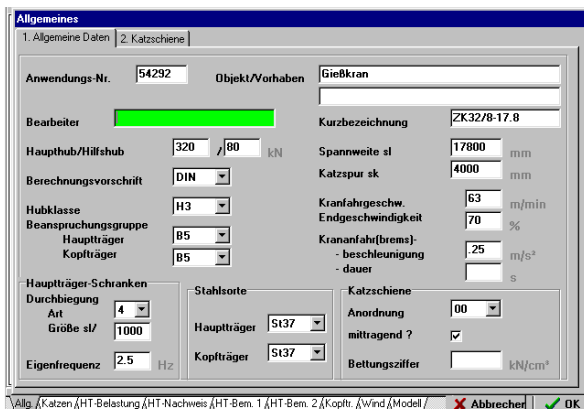 Allgemeines
1. Allgemeine Daten 2. Katzschiene
Anwendungs-Nr. 54292 Objekt/Vorhaben Gießkran
Bearbeiter Kurzbezeichnung ZK32/8-17.8
Haupthub/Hilfshub 320 / 80 kN Spannweite sl 17800 mm
Berechnungsvorschrift DIN Katzspur sk 4000 mm
Hubklasse H3 Kranfahrgeschw. 63 m/min
Beanspruchungsgruppe Endgeschwindigkeit 70 %
Hauptträger B5 Krananfahr(brems)-
Kopfträger B5 - beschleunigung .25 m/s²
- dauer s
Hauptträger-Schranken Stahlsorte Katzschiene
Durchbiegung
Art 4 Anordnung 00
Größe sl/ 1000 Hauptträger St37 mittragend ?
Eigenfrequenz 2.5 Hz Kopfträger St37 Bettungsziffer kN/cm³
Allg. Katzen HT-Belastung HT-Nachweis HT-Bem. 1 HT-Bem. 2 Kopftr. Wind Modell Abbrechen OK